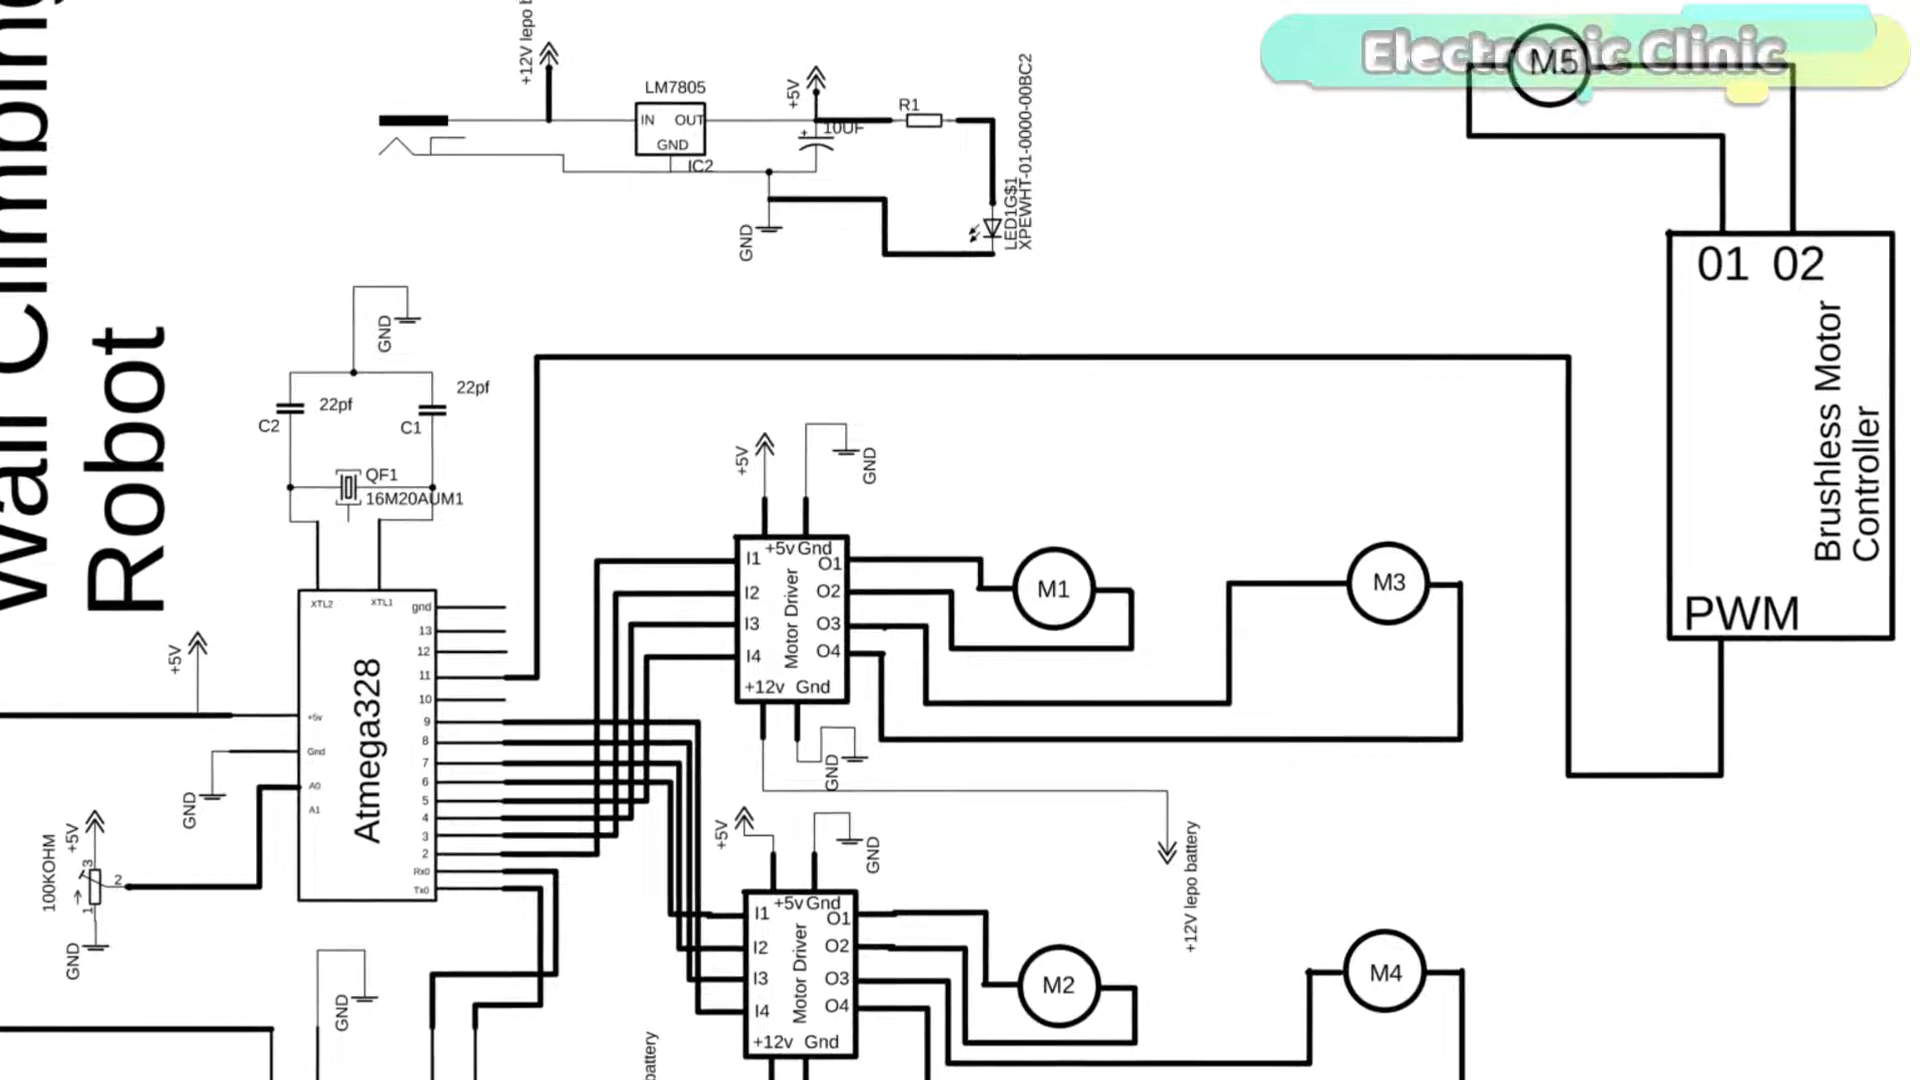 Electronic Clinic
Wall Climbing
Robot
+12V lepo b
LM7805
IN
OUT
GND
IC2
+5V
10UF
R1
GND
LED1G$1
XPEWHT-01-0000-00BC2
M5
01
02
Brushless Motor
Controller
PWM
GND
22pf
22pf
C2
C1
QF1
16M20AUM1
XTL2
XTL1
gnd
13
12
11
10
9
8
7
6
5
4
3
2
Rx0
Tx0
+5v
Gnd
A0
A1
Atmega328
+5V
GND
+5V
100KOHM
3
2
1
GND
GND
+5V
GND
+5v
Gnd
I1
I2
I3
I4
Motor Driver
O1
O2
O3
O4
+12v
Gnd
M1
M3
GND
+12V lepo battery
+5V
GND
+5v
Gnd
I1
I2
I3
I4
Motor Driver
O1
O2
O3
O4
+12v
Gnd
M2
M4
battery